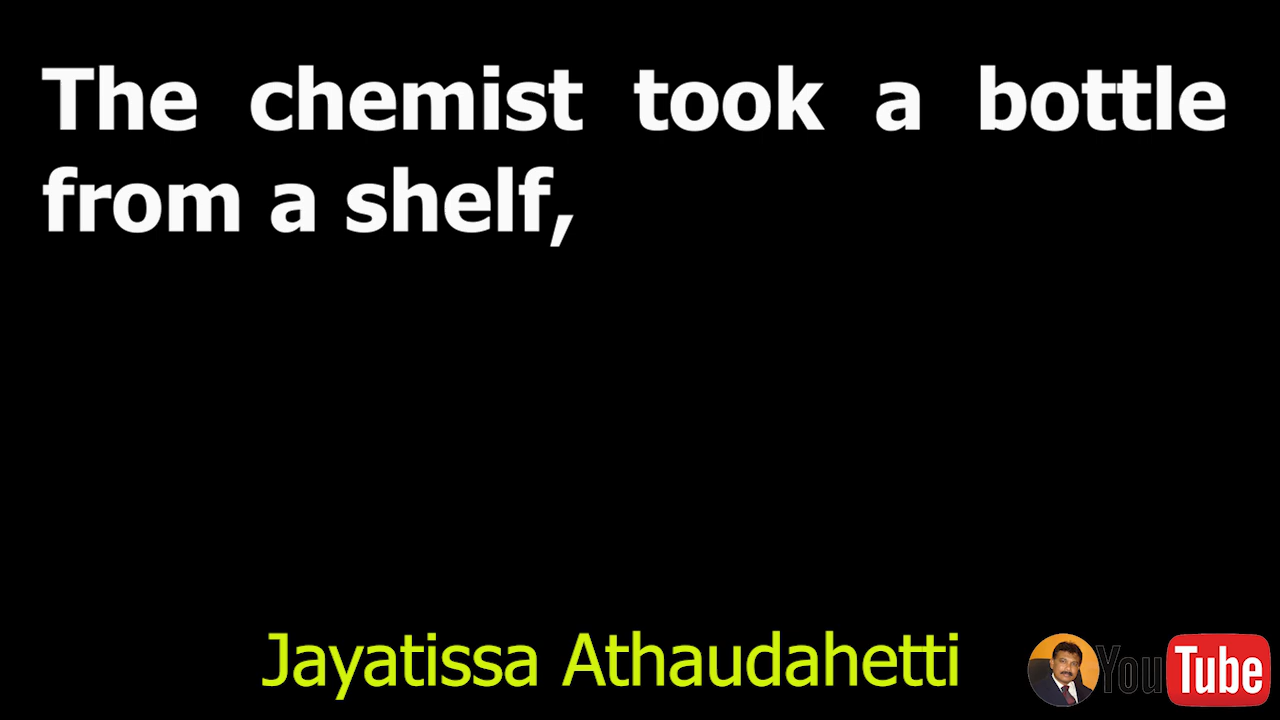 The chemist took a bottle
from a shelf,
Jayatissa Athaudahetti
YouTube